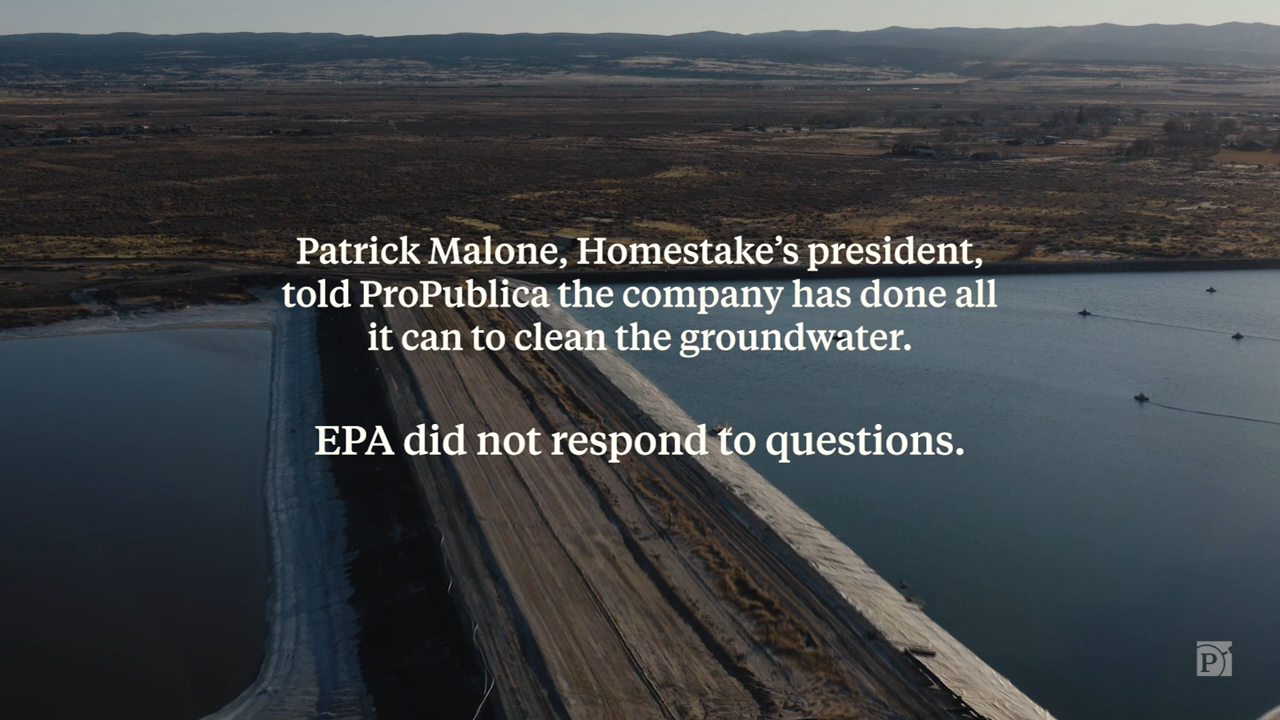 Patrick Malone, Homestake’s president,
told ProPublica the company has done all
it can to clean the groundwater.
EPA did not respond to questions.
P